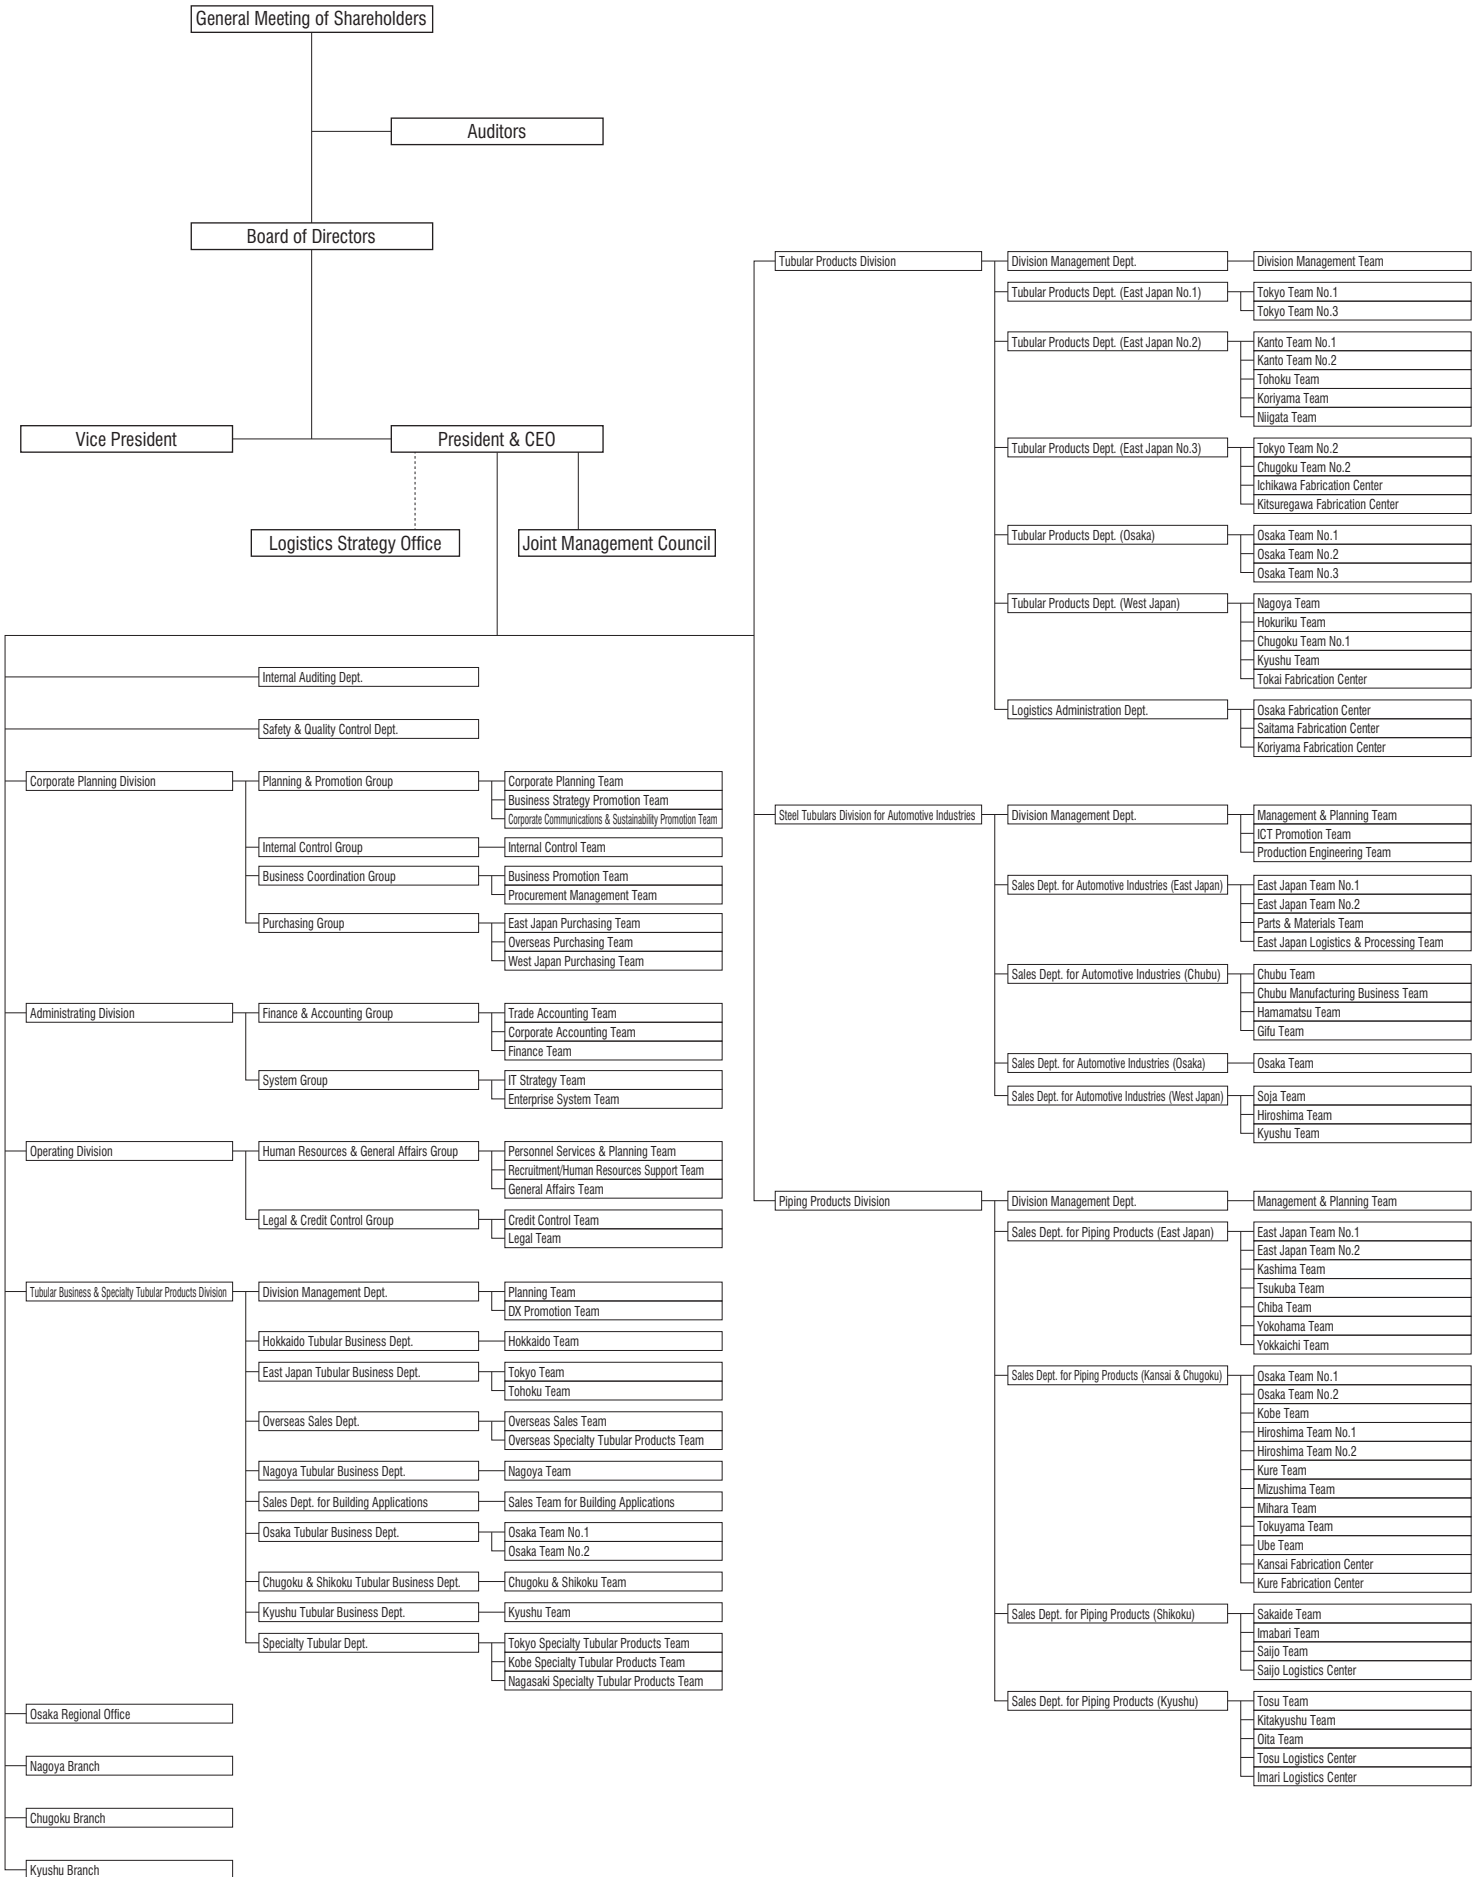 General Meeting of Shareholders
Auditors
Board of Directors
Vice President
President & CEO
Logistics Strategy Office
Joint Management Council
Internal Auditing Dept.
Safety & Quality Control Dept.
Corporate Planning Division
Planning & Promotion Group
Corporate Planning Team
Business Strategy Promotion Team
Corporate Communications & Sustainability Promotion Team
Internal Control Group
Internal Control Team
Business Coordination Group
Business Promotion Team
Procurement Management Team
Purchasing Group
East Japan Purchasing Team
Overseas Purchasing Team
West Japan Purchasing Team
Administrating Division
Finance & Accounting Group
Trade Accounting Team
Corporate Accounting Team
Finance Team
System Group
IT Strategy Team
Enterprise System Team
Operating Division
Human Resources & General Affairs Group
Personnel Services & Planning Team
Recruitment/Human Resources Support Team
General Affairs Team
Legal & Credit Control Group
Credit Control Team
Legal Team
Tubular Business & Specialty Tubular Products Division
Division Management Dept.
Planning Team
DX Promotion Team
Hokkaido Tubular Business Dept.
Hokkaido Team
East Japan Tubular Business Dept.
Tokyo Team
Tohoku Team
Overseas Sales Dept.
Overseas Sales Team
Overseas Specialty Tubular Products Team
Nagoya Tubular Business Dept.
Nagoya Team
Sales Dept. for Building Applications
Sales Team for Building Applications
Osaka Tubular Business Dept.
Osaka Team No.1
Osaka Team No.2
Chugoku & Shikoku Tubular Business Dept.
Chugoku & Shikoku Team
Kyushu Tubular Business Dept.
Kyushu Team
Specialty Tubular Dept.
Tokyo Specialty Tubular Products Team
Kobe Specialty Tubular Products Team
Nagasaki Specialty Tubular Products Team
Osaka Regional Office
Nagoya Branch
Chugoku Branch
Kyushu Branch
Tubular Products Division
Division Management Dept.
Division Management Team
Tubular Products Dept. (East Japan No.1)
Tokyo Team No.1
Tokyo Team No.3
Tubular Products Dept. (East Japan No.2)
Kanto Team No.1
Kanto Team No.2
Tohoku Team
Koriyama Team
Niigata Team
Tubular Products Dept. (East Japan No.3)
Tokyo Team No.2
Chugoku Team No.2
Ichikawa Fabrication Center
Kitsuregawa Fabrication Center
Tubular Products Dept. (Osaka)
Osaka Team No.1
Osaka Team No.2
Osaka Team No.3
Tubular Products Dept. (West Japan)
Nagoya Team
Hokuriku Team
Chugoku Team No.1
Kyushu Team
Tokai Fabrication Center
Logistics Administration Dept.
Osaka Fabrication Center
Saitama Fabrication Center
Koriyama Fabrication Center
Steel Tubulars Division for Automotive Industries
Division Management Dept.
Management & Planning Team
ICT Promotion Team
Production Engineering Team
Sales Dept. for Automotive Industries (East Japan)
East Japan Team No.1
East Japan Team No.2
Parts & Materials Team
East Japan Logistics & Processing Team
Sales Dept. for Automotive Industries (Chubu)
Chubu Team
Chubu Manufacturing Business Team
Hamamatsu Team
Gifu Team
Sales Dept. for Automotive Industries (Osaka)
Osaka Team
Sales Dept. for Automotive Industries (West Japan)
Soja Team
Hiroshima Team
Kyushu Team
Piping Products Division
Division Management Dept.
Management & Planning Team
Sales Dept. for Piping Products (East Japan)
East Japan Team No.1
East Japan Team No.2
Kashima Team
Tsukuba Team
Chiba Team
Yokohama Team
Yokkaichi Team
Sales Dept. for Piping Products (Kansai & Chugoku)
Osaka Team No.1
Osaka Team No.2
Kobe Team
Hiroshima Team No.1
Hiroshima Team No.2
Kure Team
Mizushima Team
Mihara Team
Tokuyama Team
Ube Team
Kansai Fabrication Center
Kure Fabrication Center
Sales Dept. for Piping Products (Shikoku)
Sakaide Team
Imabari Team
Saijo Team
Saijo Logistics Center
Sales Dept. for Piping Products (Kyushu)
Tosu Team
Kitakyushu Team
Oita Team
Tosu Logistics Center
Imari Logistics Center